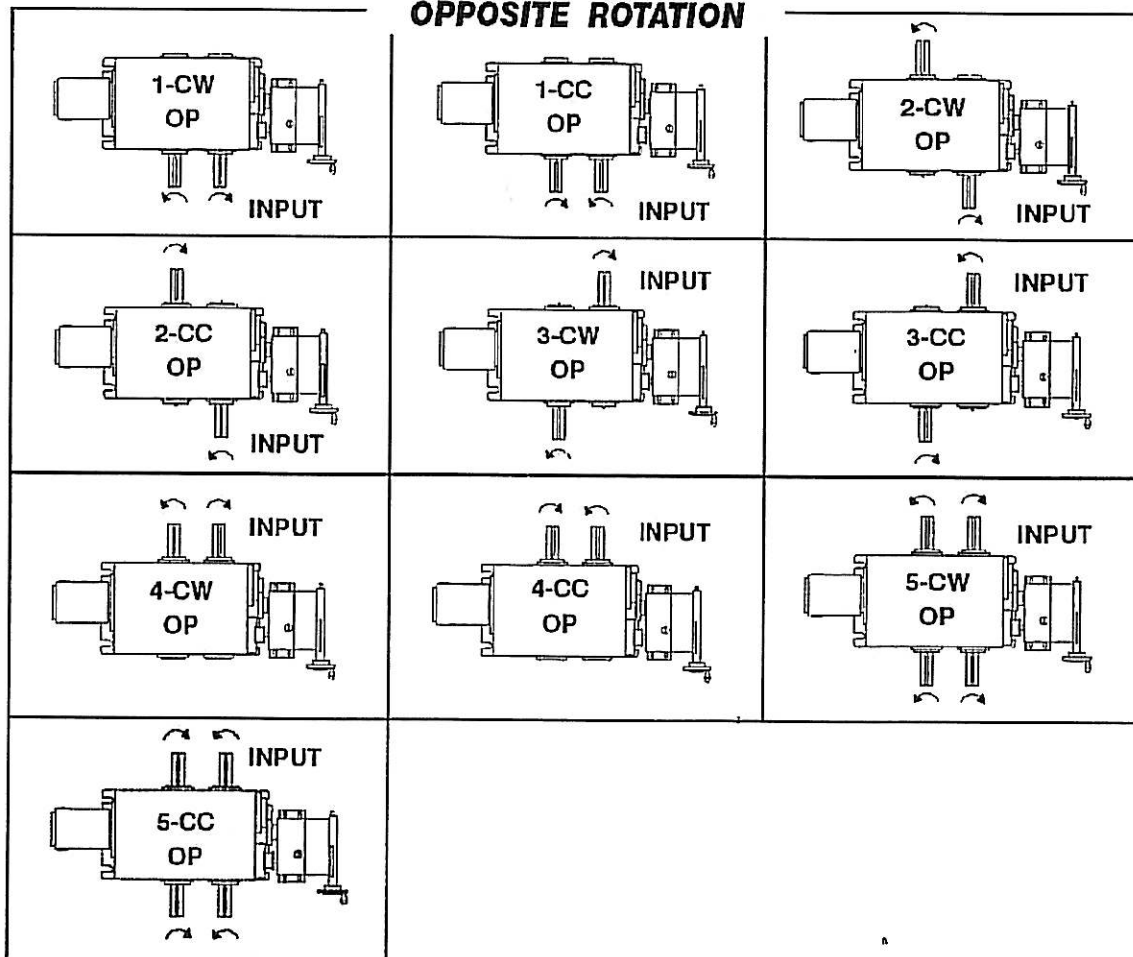 OPPOSITE ROTATION
1-CW
OP
INPUT
1-CC
OP
INPUT
2-CW
OP
INPUT
2-CC
OP
INPUT
INPUT
3-CW
OP
INPUT
3-CC
OP
INPUT
4-CW
OP
INPUT
4-CC
OP
INPUT
5-CW
OP
INPUT
5-CC
OP